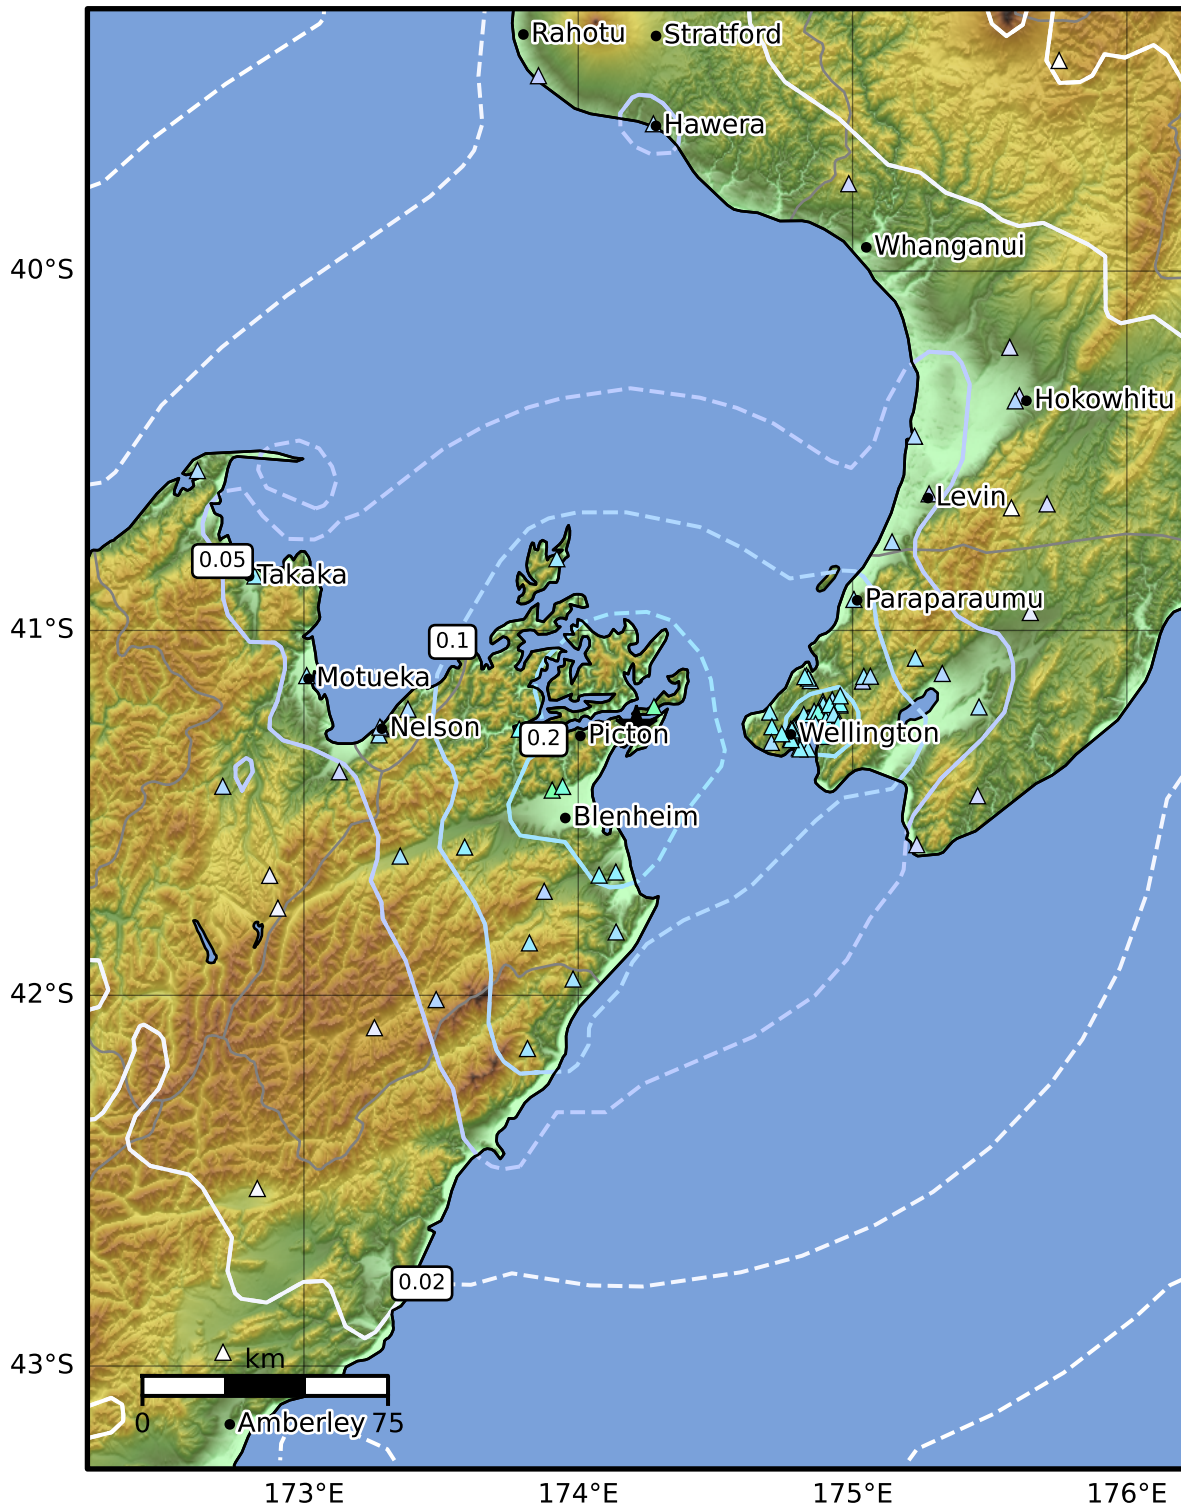 Rahotu
Stratford
Hawera
Whanganui
40°S
Hokowhitu
Levin
0.05
Takaka
Paraparaumu
41°S
0.1
Motueka
Nelson
0.2
Picton
Wellington
Blenheim
42°S
0.02
km
43°S
0
75
Amberley
173°E
174°E
175°E
176°E